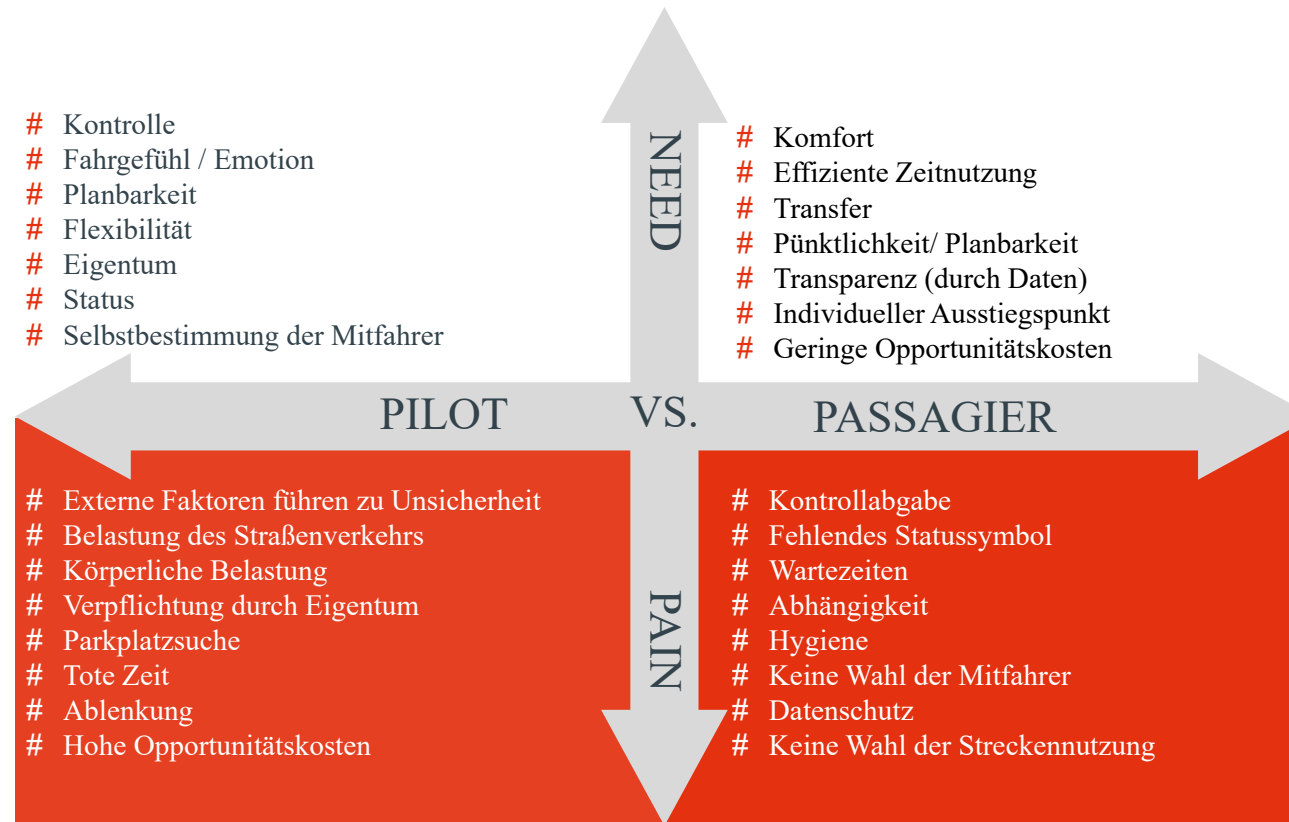 # Kontrolle
# Fahrgefühl / Emotion
# Planbarkeit
# Flexibilität
# Eigentum
# Status
# Selbstbestimmung der Mitfahrer
NEED
# Komfort
# Effiziente Zeitnutzung
# Transfer
# Pünktlichkeit/ Planbarkeit
# Transparenz (durch Daten)
# Individueller Ausstiegspunkt
# Geringe Opportunitätskosten
PILOT VS. PASSAGIER
# Externe Faktoren führen zu Unsicherheit
# Belastung des Straßenverkehrs
# Körperliche Belastung
# Verpflichtung durch Eigentum
# Parkplatzsuche
# Tote Zeit
# Ablenkung
# Hohe Opportunitätskosten
PAIN
# Kontrollabgabe
# Fehlendes Statussymbol
# Wartezeiten
# Abhängigkeit
# Hygiene
# Keine Wahl der Mitfahrer
# Datenschutz
# Keine Wahl der Streckennutzung